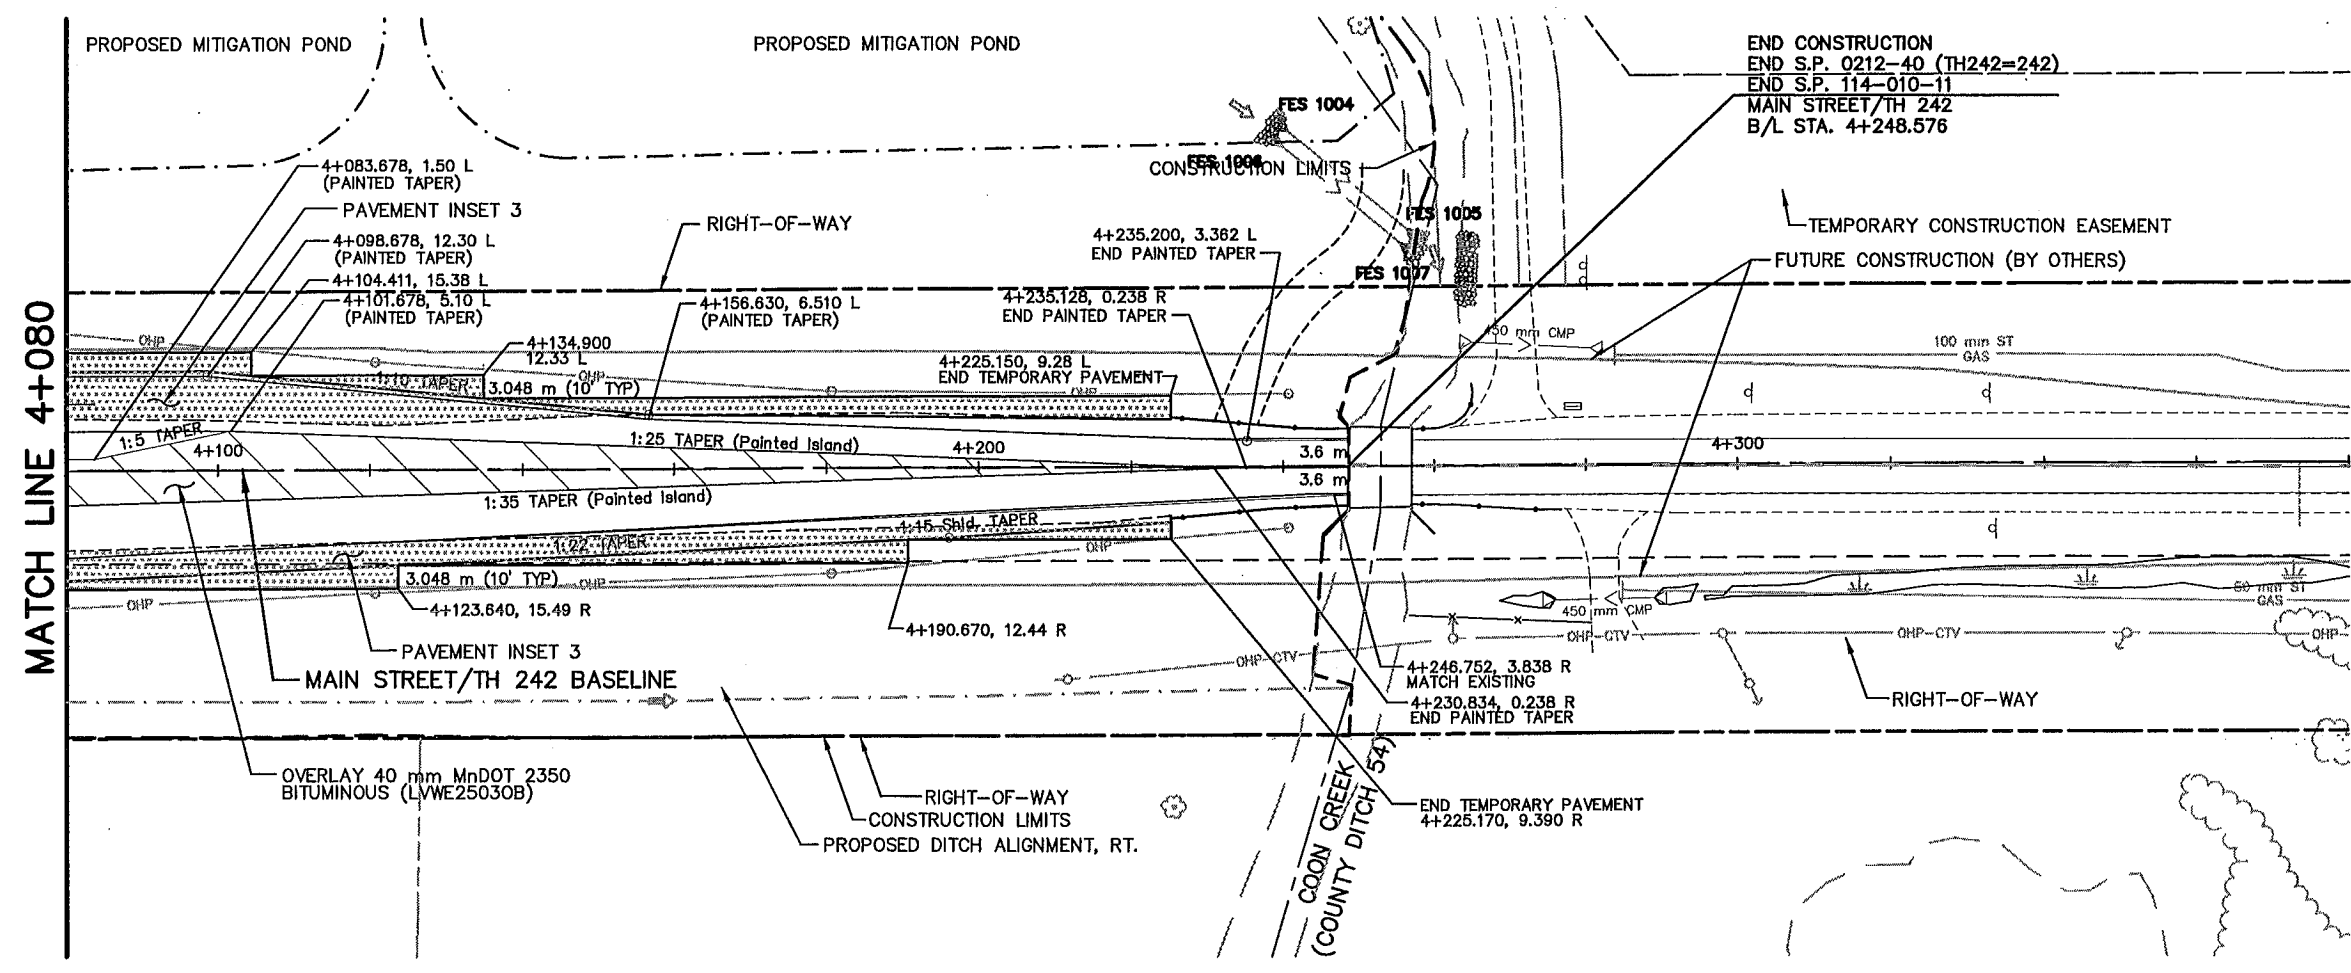 PROPOSED MITIGATION POND
PROPOSED MITIGATION POND
END CONSTRUCTION
END S.P. 0212-40 (TH242=242)
END S.P. 114-010-11
MAIN STREET/TH 242
B/L STA. 4+248.576
FES 1004
CONSTRUCTION LIMITS
4+083.678, 1.50 L
(PAINTED TAPER)
PAVEMENT INSET 3
RIGHT-OF-WAY
FES 1005
TEMPORARY CONSTRUCTION EASEMENT
4+098.678, 12.30 L
(PAINTED TAPER)
4+235.200, 3.362 L
END PAINTED TAPER
FUTURE CONSTRUCTION (BY OTHERS)
FES 1007
4+104.411, 15.38 L
4+101.678, 5.10 L
(PAINTED TAPER)
4+156.630, 6.510 L
(PAINTED TAPER)
4+235.128, 0.238 R
END PAINTED TAPER
MATCH LINE 4+080
OHP
4+134.900
12.33 L
450 mm CMP
100 mm ST
GAS
OHP
4+225.150, 9.28 L
END TEMPORARY PAVEMENT
1:10 TAPER
3.048 m (10' TYP)
OHP
1:5 TAPER
1:25 TAPER (Painted Island)
4+100
4+200
3.6 m
4+300
3.6 m
1:35 TAPER (Painted Island)
1:15 Shld. TAPER
1:22 TAPER
OHP
3.048 m (10' TYP)
OHP
OHP
4+123.640, 15.49 R
450 mm CMP
60 mm ST
GAS
4+190.670, 12.44 R
OHP-CTV
OHP-CTV
OHP
PAVEMENT INSET 3
OHP-CTV
4+246.752, 3.838 R
MATCH EXISTING
MAIN STREET/TH 242 BASELINE
4+230.834, 0.238 R
END PAINTED TAPER
RIGHT-OF-WAY
OVERLAY 40 mm MnDOT 2350
BITUMINOUS (LVWE25030B)
RIGHT-OF-WAY
CONSTRUCTION LIMITS
PROPOSED DITCH ALIGNMENT, RT.
END TEMPORARY PAVEMENT
4+225.170, 9.390 R
COON CREEK
(COUNTY DITCH 54)